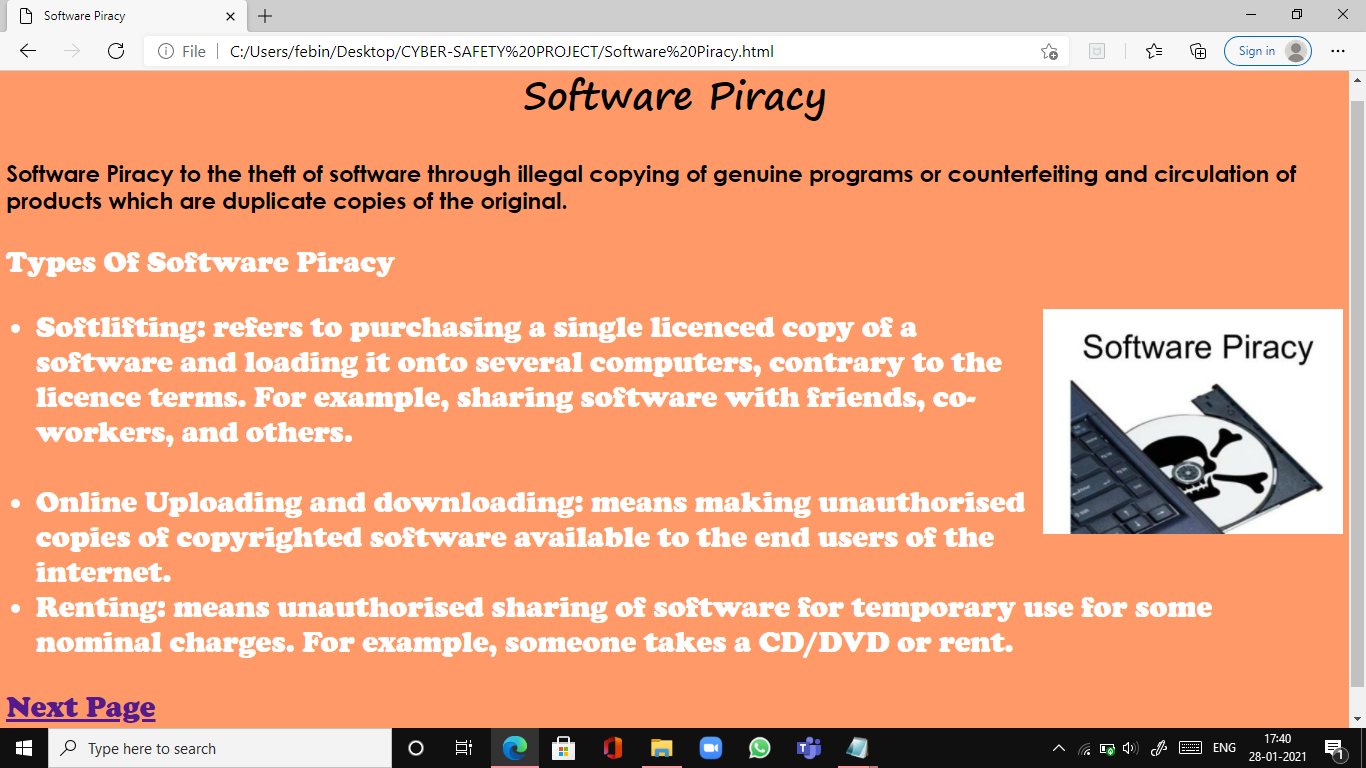 Software Piracy
File
C:/Users/febin/Desktop/CYBER-SAFETY%20PROJECT/Software%20Piracy.html
Sign in
Software Piracy
Software Piracy to the theft of software through illegal copying of genuine programs or counterfeiting and circulation of
products which are duplicate copies of the original.
Types Of Software Piracy
• Softlifting: refers to purchasing a single licenced copy of a
software and loading it onto several computers, contrary to the
licence terms. For example, sharing software with friends, co-
workers, and others.
Software Piracy
• Online Uploading and downloading: means making unauthorised
copies of copyrighted software available to the end users of the
internet.
• Renting: means unauthorised sharing of software for temporary use for some
nominal charges. For example, someone takes a CD/DVD or rent.
Next Page
Type here to search
ENG
17:40
28-01-2021
1